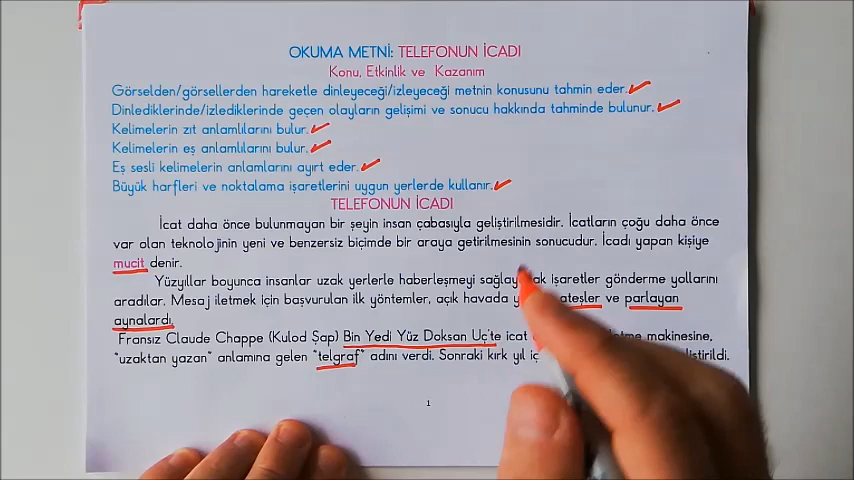 OKUMA METNİ: TELEFONUN İCADI
Konu, Etkinlik ve Kazanım
Görselden/görsellerden hareketle dinleyeceği/izleyeceği metnin konusunu tahmin eder.
Dinlediklerinde/izlediklerinde geçen olayların gelişimi ve sonucu hakkında tahminde bulunur.
Kelimelerin zıt anlamlılarını bulur.
Kelimelerin eş anlamlılarını bulur.
Eş sesli kelimelerin anlamlarını ayırt eder.
Büyük harfleri ve noktalama işaretlerini uygun yerlerde kullanır.
TELEFONUN İCADI
İcat daha önce bulunmayan bir şeyin insan çabasıyla geliştirilmesidir. İcatların çoğu daha önce
var olan teknolojinin yeni ve benzersiz biçimde bir araya getirilmesinin sonucudur. İcadı yapan kişiye
mucit denir.
Yüzyıllar boyunca insanlar uzak yerlerle haberleşmeyi işaretler gönderme yollarını
aradılar. Mesaj iletmek için başvurulan ilk yöntemler, açık havada ateşler ve parlayan
aynalardı.
Fransız Claude Chappe (Kulod Şap) Bin Yedi Yüz Doksan Üç'te icat makinesine,
"uzaktan yazan" anlamına gelen "telgraf" adını verdi. Sonraki kırk yıl
1